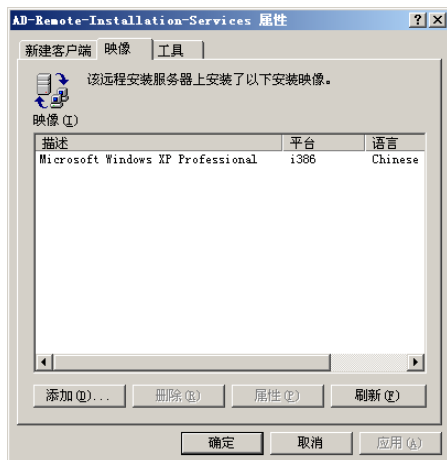 AD-Remote-Installation-Services 属性
新建客户端 映像 工具
该远程安装服务器上安装了以下安装映像。
映像(I)
描述 平台 语言
Microsoft Windows XP Professional i386 Chinese
添加(D)... 删除(R) 属性(P) 刷新(F)
确定 取消 应用(A)